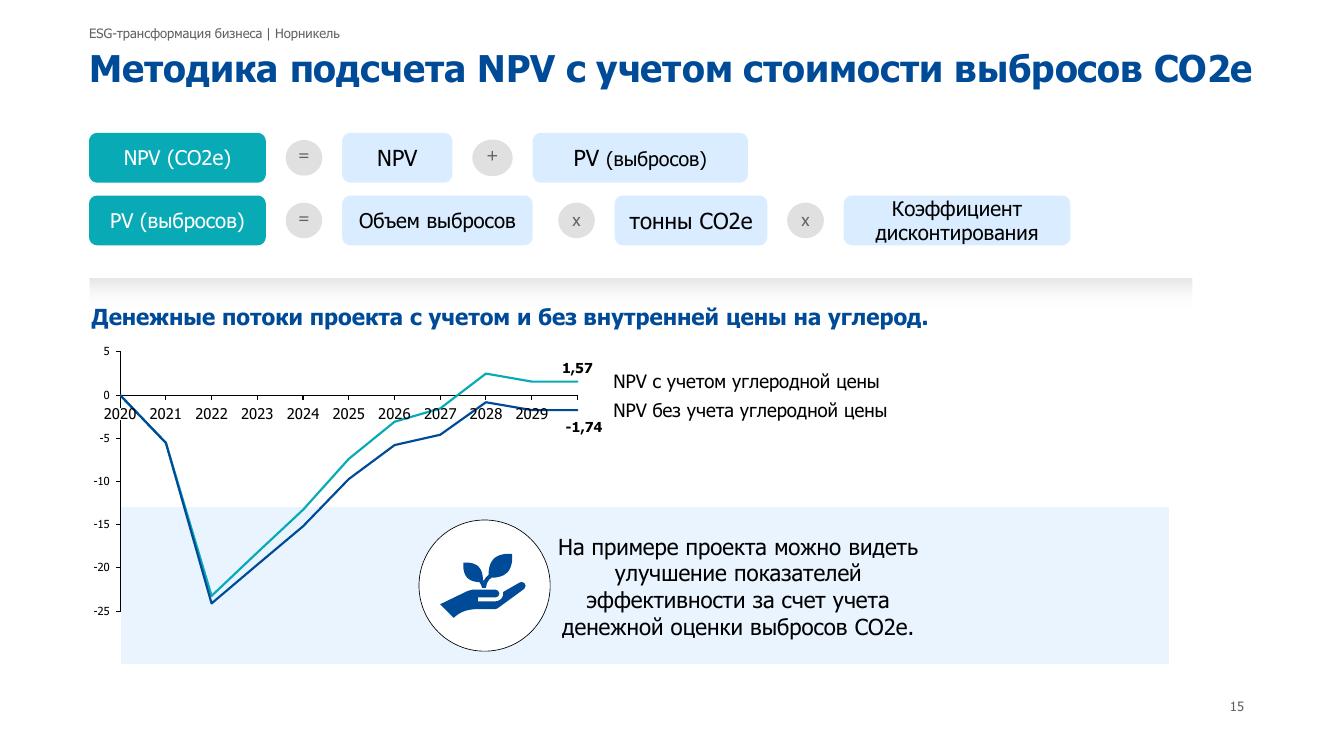 ESG-трансформация бизнеса | Норникель
Методика подсчета NPV с учетом стоимости выбросов CO2e
NPV (CO2e) = NPV + PV (выбросов)
PV (выбросов) = Объем выбросов x тонны CO2e x Коэффициент
дисконтирования
Денежные потоки проекта с учетом и без внутренней цены на углерод.
5
0
-5
-10
-15
-20
-25
2020 2021 2022 2023 2024 2025 2026 2027 2028 2029
1,57
-1,74
NPV с учетом углеродной цены
NPV без учета углеродной цены
На примере проекта можно видеть
улучшение показателей
эффективности за счет учета
денежной оценки выбросов CO2e.
15